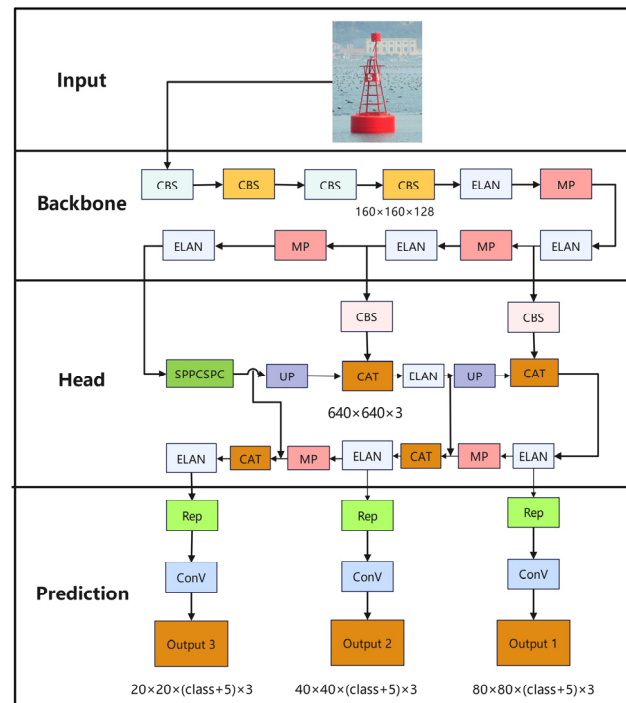 Input
Backbone
CBS
CBS
CBS
CBS
ELAN
MP
160×160×128
ELAN
MP
ELAN
MP
ELAN
Head
CBS
CBS
SPPCSPC
UP
CAT
ELAN
UP
CAT
640×640×3
ELAN
CAT
MP
ELAN
CAT
MP
ELAN
Prediction
Rep
Rep
Rep
ConV
ConV
ConV
Output 3
Output 2
Output 1
20×20×(class+5)×3
40×40×(class+5)×3
80×80×(class+5)×3